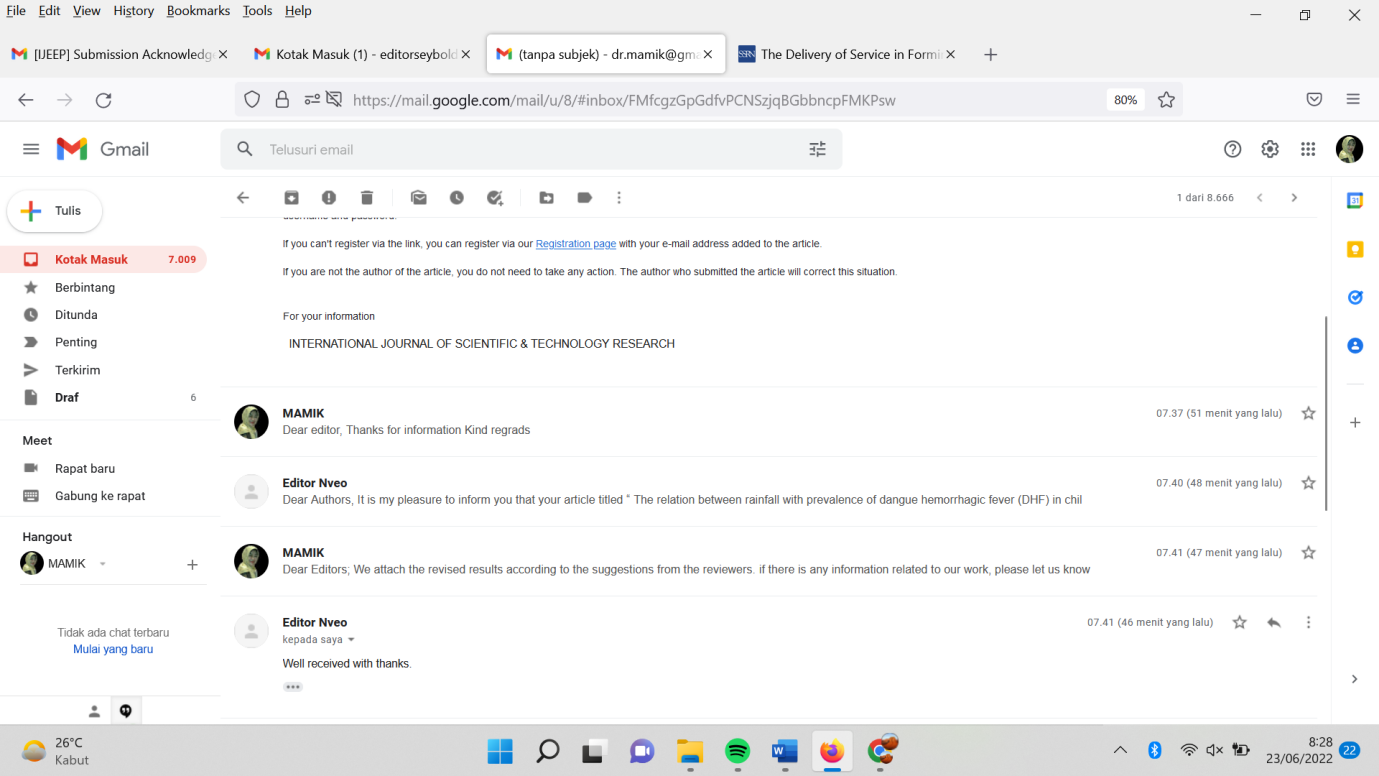 File Edit View History Bookmarks Tools Help
[IJEEP] Submission Acknowledge
Kotak Masuk (1) - editorseybold
(tanpa subjek) - dr.mamik@gma
SSRN The Delivery of Service in Formin
https://mail.google.com/mail/u/8/#inbox/FMfcgzGpGdfvPCNSzjqBGbbncpFMKPsw
80%
Gmail
Telusuri email
Tulis
1 dari 8.666
31
username and password.
If you can't register via the link, you can register via our Registration page with your e-mail address added to the article.
Kotak Masuk 7.009
If you are not the author of the article, you do not need to take any action. The author who submitted the article will correct this situation.
Berbintang
Ditunda
For your information
Penting
INTERNATIONAL JOURNAL OF SCIENTIFIC & TECHNOLOGY RESEARCH
Terkirim
Draf 6
MAMIK 07.37 (51 menit yang lalu)
Dear editor, Thanks for information Kind regrads
Meet
Rapat baru
Gabung ke rapat
Editor Nveo 07.40 (48 menit yang lalu)
Dear Authors, It is my pleasure to inform you that your article titled “ The relation between rainfall with prevalence of dangue hemorrhagic fever (DHF) in chil
Hangout
MAMIK
MAMIK 07.41 (47 menit yang lalu)
Dear Editors; We attach the revised results according to the suggestions from the reviewers. if there is any information related to our work, please let us know
Tidak ada chat terbaru
Mulai yang baru
Editor Nveo 07.41 (46 menit yang lalu)
kepada saya
Well received with thanks.
26°C
Kabut
8:28
23/06/2022
22